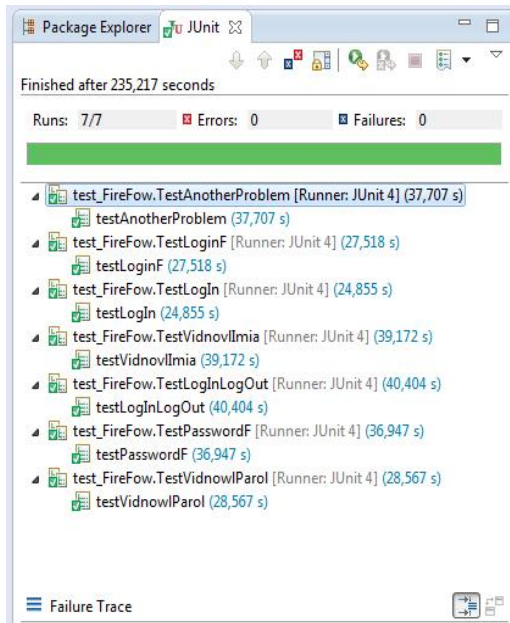 Package Explorer JUnit
Finished after 235,217 seconds
Runs: 7/7 Errors: 0 Failures: 0
test_FireFow.TestAnotherProblem [Runner: JUnit 4] (37,707 s)
testAnotherProblem (37,707 s)
test_FireFow.TestLoginF [Runner: JUnit 4] (27,518 s)
testLoginF (27,518 s)
test_FireFow.TestLogIn [Runner: JUnit 4] (24,855 s)
testLogIn (24,855 s)
test_FireFow.TestVidnovlImia [Runner: JUnit 4] (39,172 s)
testVidnovlImia (39,172 s)
test_FireFow.TestLogInLogOut [Runner: JUnit 4] (40,404 s)
testLogInLogOut (40,404 s)
test_FireFow.TestPasswordF [Runner: JUnit 4] (36,947 s)
testPasswordF (36,947 s)
test_FireFow.TestVidnowlParol [Runner: JUnit 4] (28,567 s)
testVidnowlParol (28,567 s)
Failure Trace